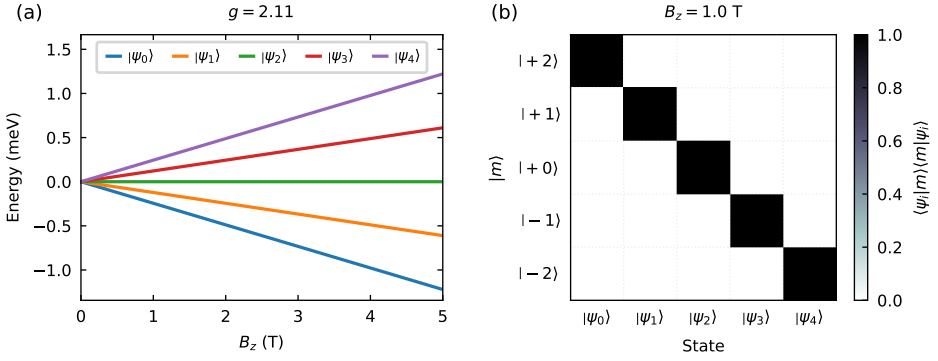 (a)
g = 2.11
|ψ₀⟩ |ψ₁⟩ |ψ₂⟩ |ψ₃⟩ |ψ₄⟩
1.5
1.0
0.5
0.0
−0.5
−1.0
Energy (meV)
0 1 2 3 4 5
B_z (T)
(b)
B_z = 1.0 T
|+2⟩
|+1⟩
|+0⟩
|−1⟩
|−2⟩
|m⟩
|ψ₀⟩ |ψ₁⟩ |ψ₂⟩ |ψ₃⟩ |ψ₄⟩
State
1.0
0.8
0.6
0.4
0.2
0.0
⟨ψᵢ|m⟩⟨m|ψᵢ⟩